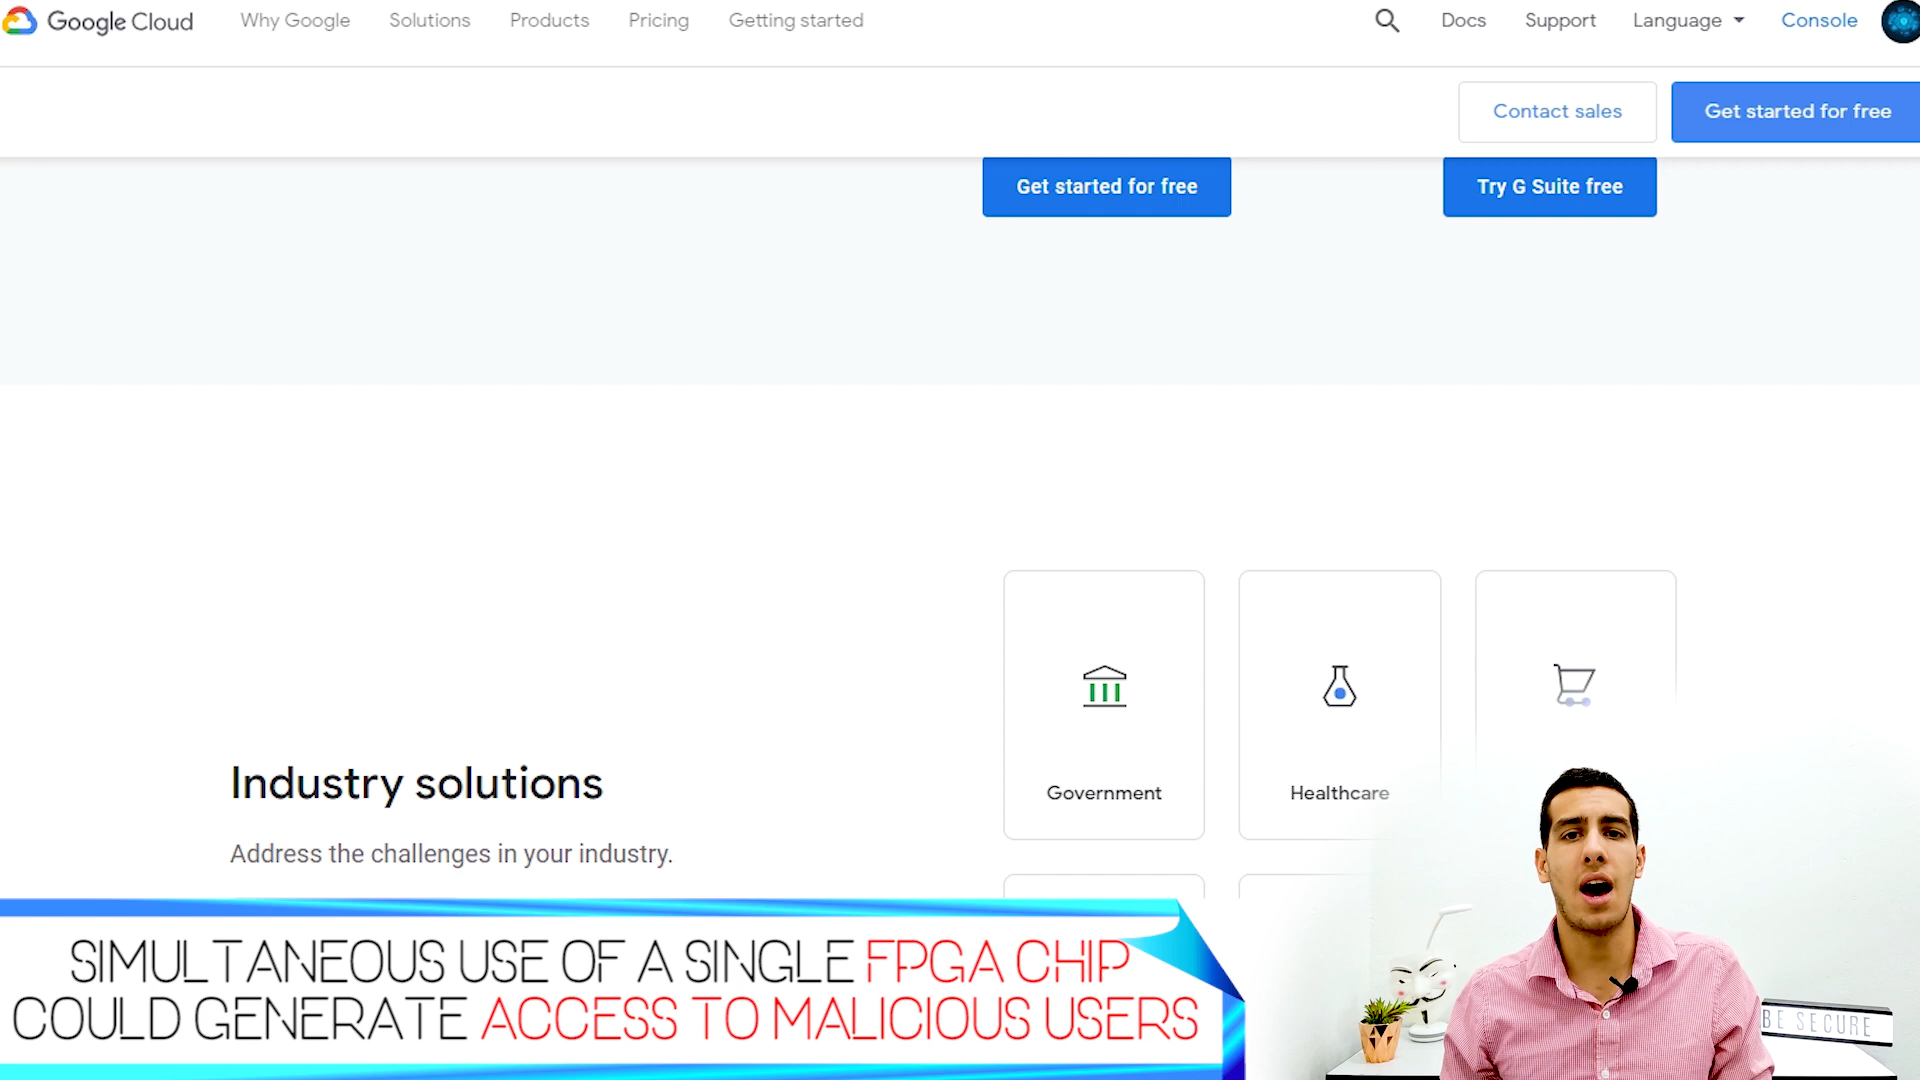 Google Cloud Why Google Solutions Products Pricing Getting started Docs Support Language Console
Contact sales Get started for free
Get started for free Try G Suite free
Government Healthcare
Industry solutions
Address the challenges in your industry.
SIMULTANEOUS USE OF A SINGLE FPGA CHIP
COULD GENERATE ACCESS TO MALICIOUS USERS
BE SECURE